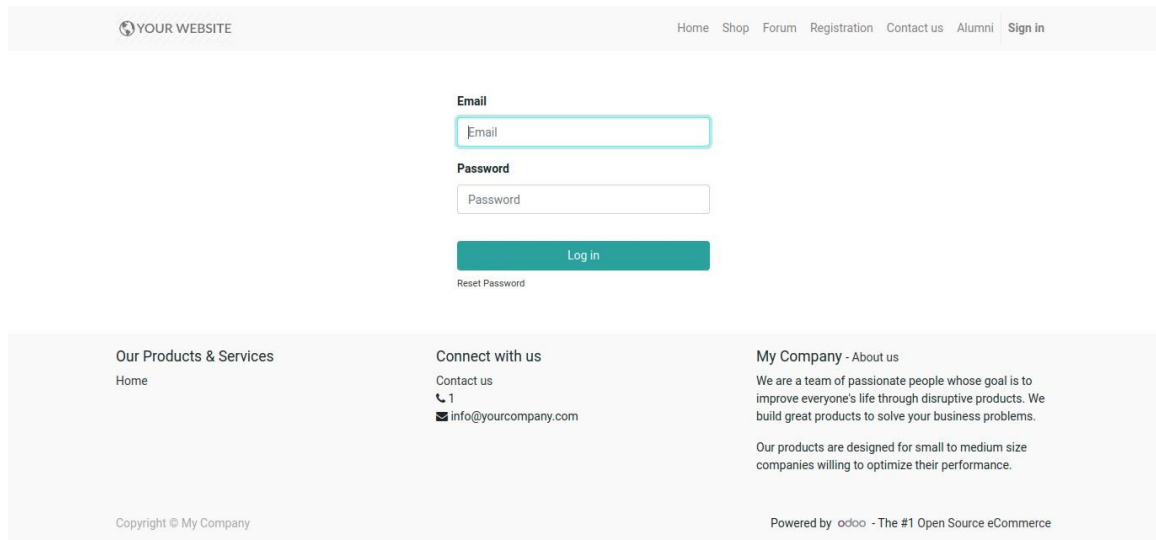 YOUR WEBSITE
Home Shop Forum Registration Contact us Alumni Sign in
Email
Email
Password
Password
Log in
Reset Password
Our Products & Services
Home
Connect with us
Contact us
1
info@yourcompany.com
My Company - About us
We are a team of passionate people whose goal is to
improve everyone's life through disruptive products. We
build great products to solve your business problems.
Our products are designed for small to medium size
companies willing to optimize their performance.
Copyright © My Company
Powered by odoo - The #1 Open Source eCommerce